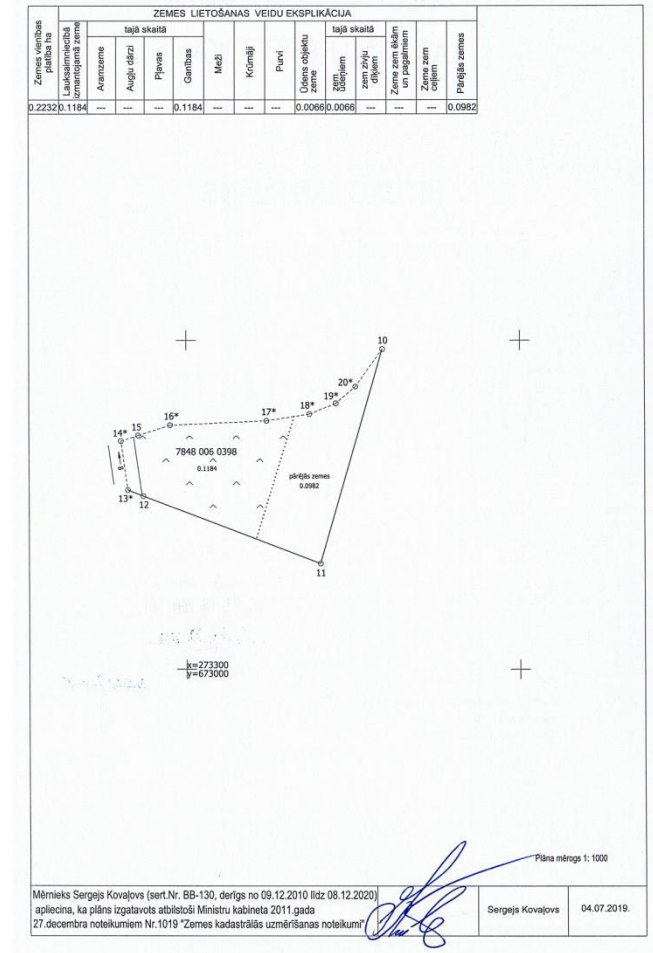 ZEMES LIETOŠANAS VEIDU EKSPLIKĀCIJA
Zemes vienības platība ha
Lauksaimniecībā izmantojamā zeme
tajā skaitā
Aramzeme
Augļu dārzi
Pļavas
Ganības
Meži
Krūmāji
Purvi
Ūdens objektu zeme
tajā skaitā
zem ūdeņiem
zem zivju dīķiem
Zeme zem ēkām un pagalmiem
Zeme zem ceļiem
Pārējās zemes
0.2232 0.1184 --- --- --- 0.1184 --- --- --- 0.0066 0.0066 --- --- --- 0.0982
10
20*
19*
18*
17*
16*
15
14*
7848 006 0398
0.1184
pārējās zemes
0.0982
13*
12
11
x=273300
y=673000
Plāna mērogs 1: 1000
Mērnieks Sergejs Kovaļovs (sert.Nr. BB-130, derīgs no 09.12.2010 līdz 08.12.2020)
apliecina, ka plāns izgatavots atbilstoši Ministru kabineta 2011.gada
27.decembra noteikumiem Nr.1019 "Zemes kadastrālās uzmērīšanas noteikumi"
Sergejs Kovaļovs
04.07.2019.